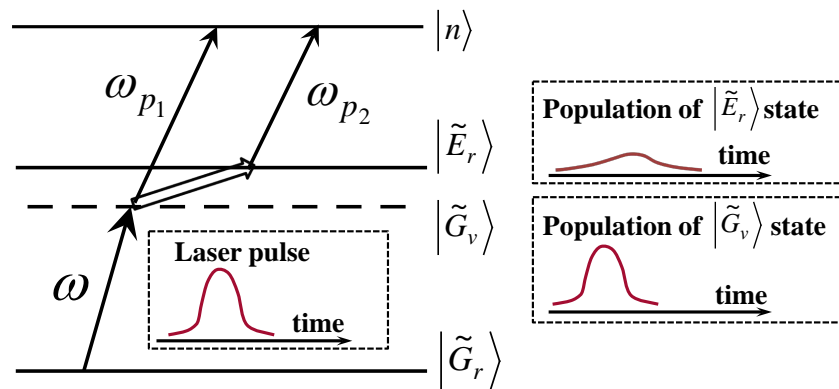 |n⟩
ω_{p_1}
ω_{p_2}
|Ẽ_r⟩
Population of |Ẽ_r⟩ state
time
|G̃_v⟩
Population of |G̃_v⟩ state
time
Laser pulse
time
ω
|G̃_r⟩